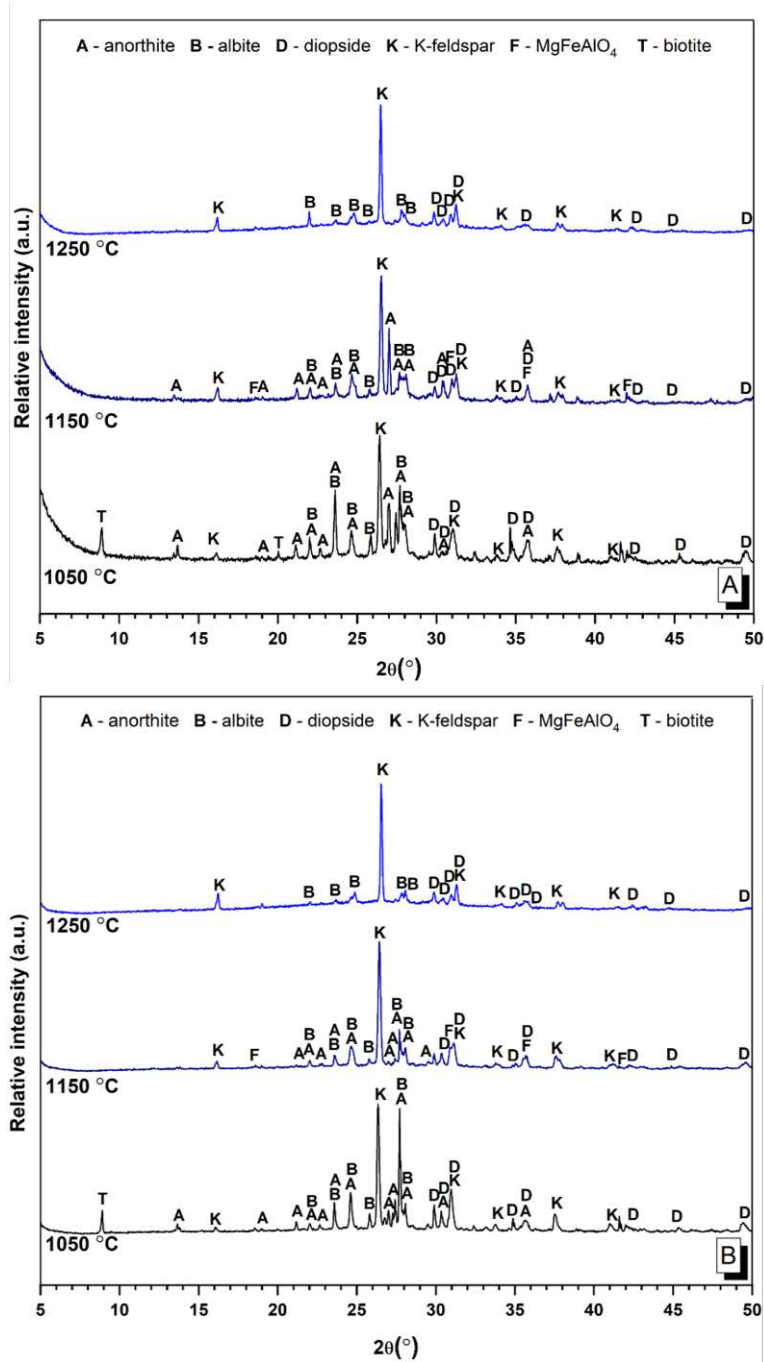 A - anorthite B - albite D - diopside K - K-feldspar F - MgFeAlO₄ T - biotite
K
K B B B B B B D D D D K K D K K D D D
1250 °C
K
A
A K F A A B A A A B B A B B A B A D A D F D D K K D A D F K K F D D D
1150 °C
K
T A K A T A B A A A B B A B A B A B A D D A D K K D D A K K D D D
1050 °C
A
Relative intensity (a.u.)
5 10 15 20 25 30 35 40 45 50
2θ(°)
A - anorthite B - albite D - diopside K - K-feldspar F - MgFeAlO₄ T - biotite
K
K B B B B B D D D D K K D D D K K D D D
1250 °C
K
K F A B A A A B B A B A A B A B A A D D F D K K D D F K K F D D D
1150 °C
K
T A K A A B A A A B B A B A A B A B A D D A D K K D D A K K D D D
1050 °C
B
Relative intensity (a.u.)
5 10 15 20 25 30 35 40 45 50
2θ(°)